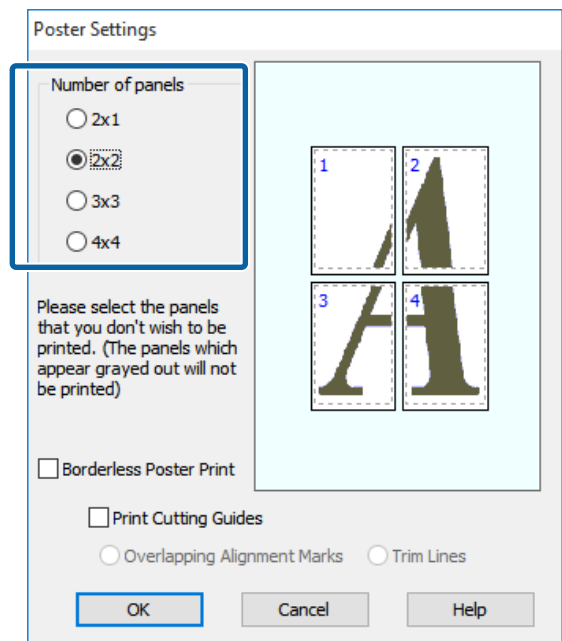 Poster Settings
Number of panels
2x1
2x2
3x3
4x4
1
2
3
4
Please select the panels
that you don't wish to be
printed. (The panels which
appear grayed out will not
be printed)
Borderless Poster Print
Print Cutting Guides
Overlapping Alignment Marks
Trim Lines
OK
Cancel
Help